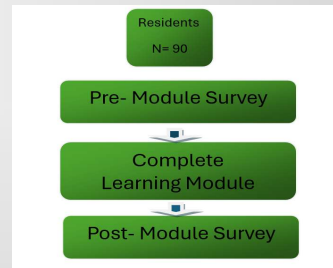 Residents
N= 90
Pre- Module Survey
Complete
Learning Module
Post- Module Survey